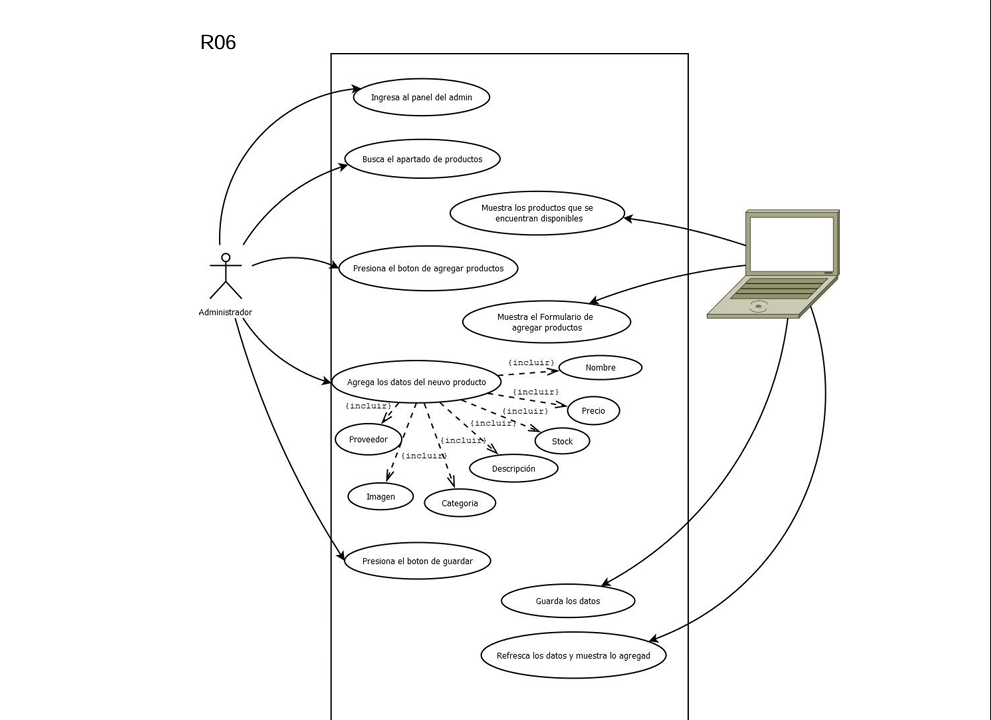 R06
Ingresa al panel del admin
Busca el apartado de productos
Muestra los productos que se
encuentran disponibles
Presiona el boton de agregar productos
Administrador
Muestra el Formulario de
agregar productos
{incluir}
Nombre
Agrega los datos del neuvo producto
{incluir}
{incluir}
Precio
{incluir}
{incluir}
Proveedor
{incluir}
Stock
{incluir}
Descripción
Imagen
Categoria
Presiona el boton de guardar
Guarda los datos
Refresca los datos y muestra lo agregad